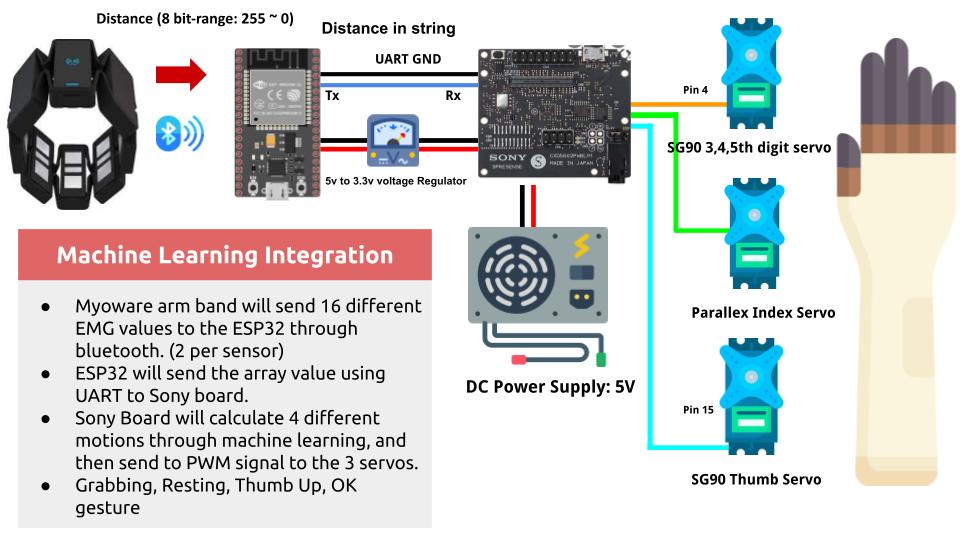 Distance (8 bit-range: 255 ~ 0)
Distance in string
UART GND
Tx
Rx
5v to 3.3v voltage Regulator
SONY
SPRESENSE
CXD5602PWBLM1
MADE IN JAPAN
Pin 4
SG90 3,4,5th digit servo
Parallex Index Servo
Pin 15
SG90 Thumb Servo
DC Power Supply: 5V
Machine Learning Integration
● Myoware arm band will send 16 different
EMG values to the ESP32 through
bluetooth. (2 per sensor)
● ESP32 will send the array value using
UART to Sony board.
● Sony Board will calculate 4 different
motions through machine learning, and
then send to PWM signal to the 3 servos.
● Grabbing, Resting, Thumb Up, OK
gesture